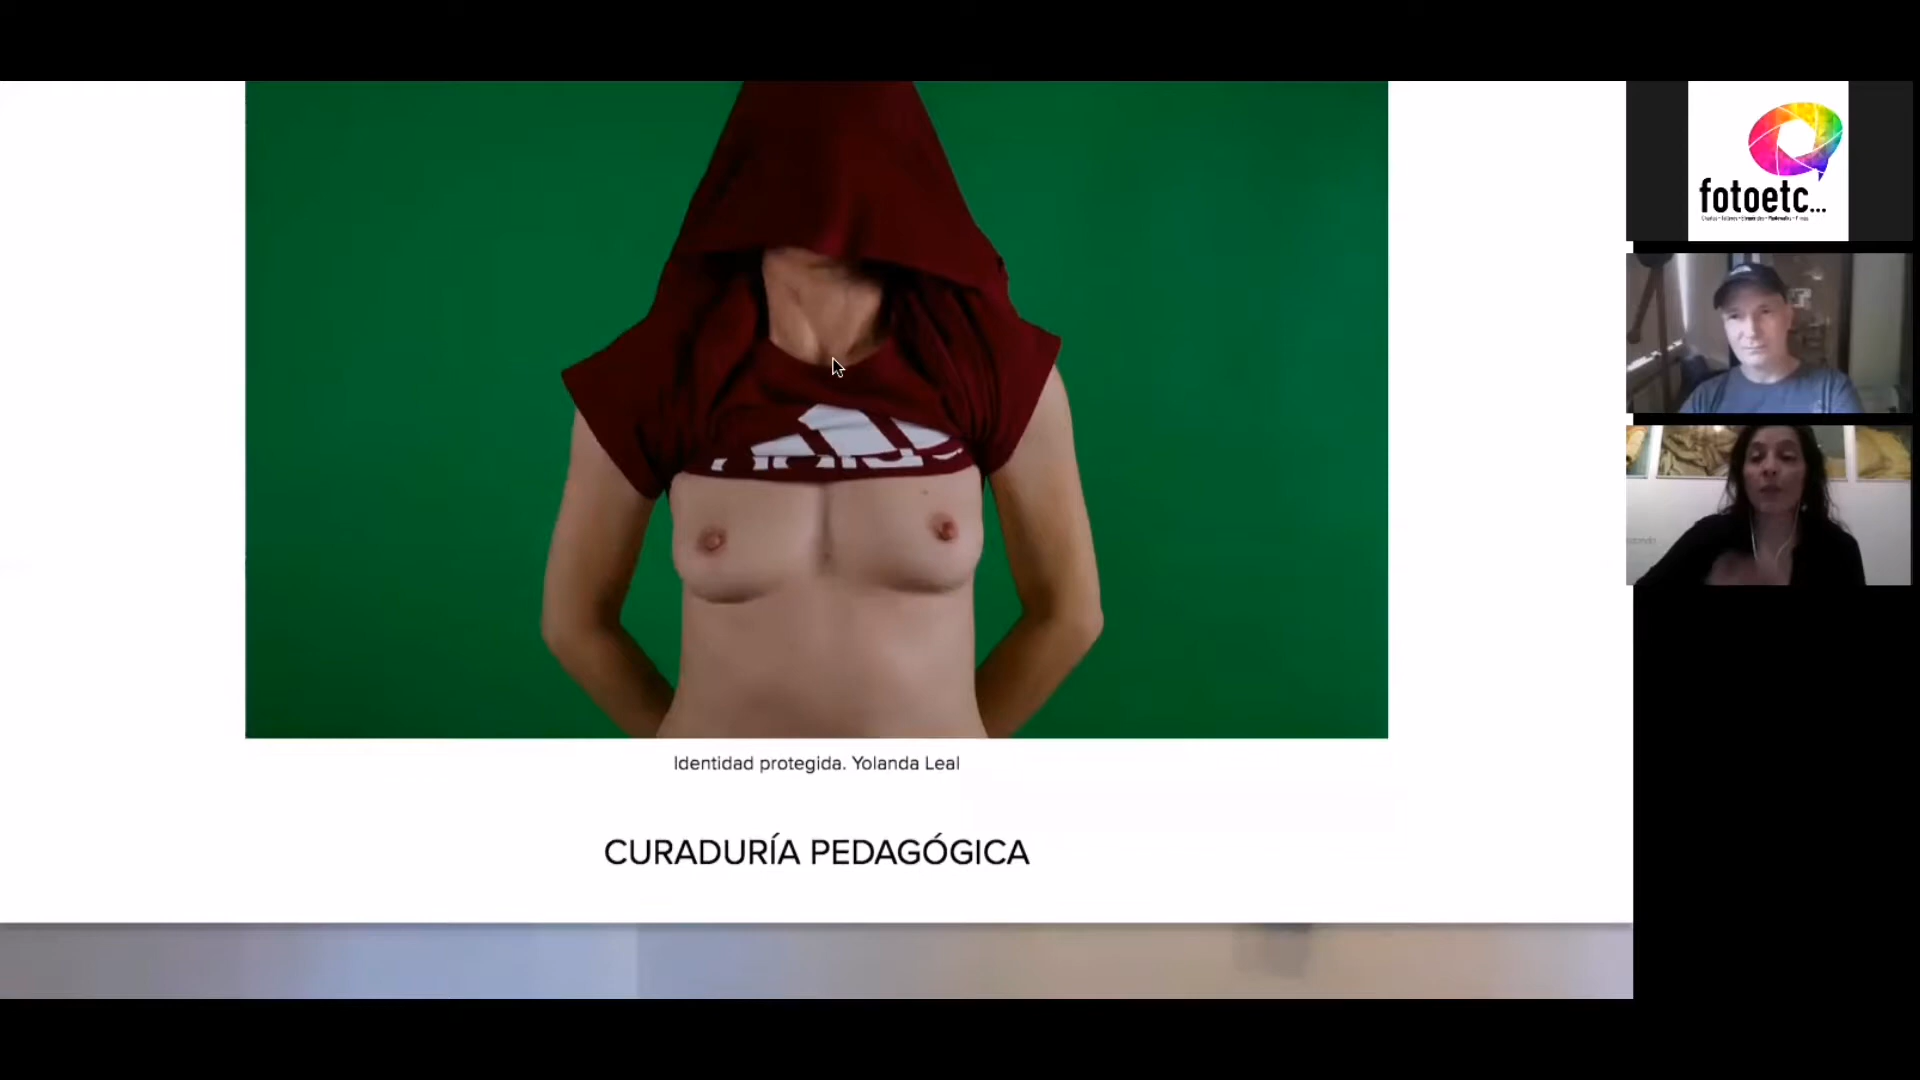 fotoetc...
Identidad protegida. Yolanda Leal
CURADURÍA PEDAGÓGICA